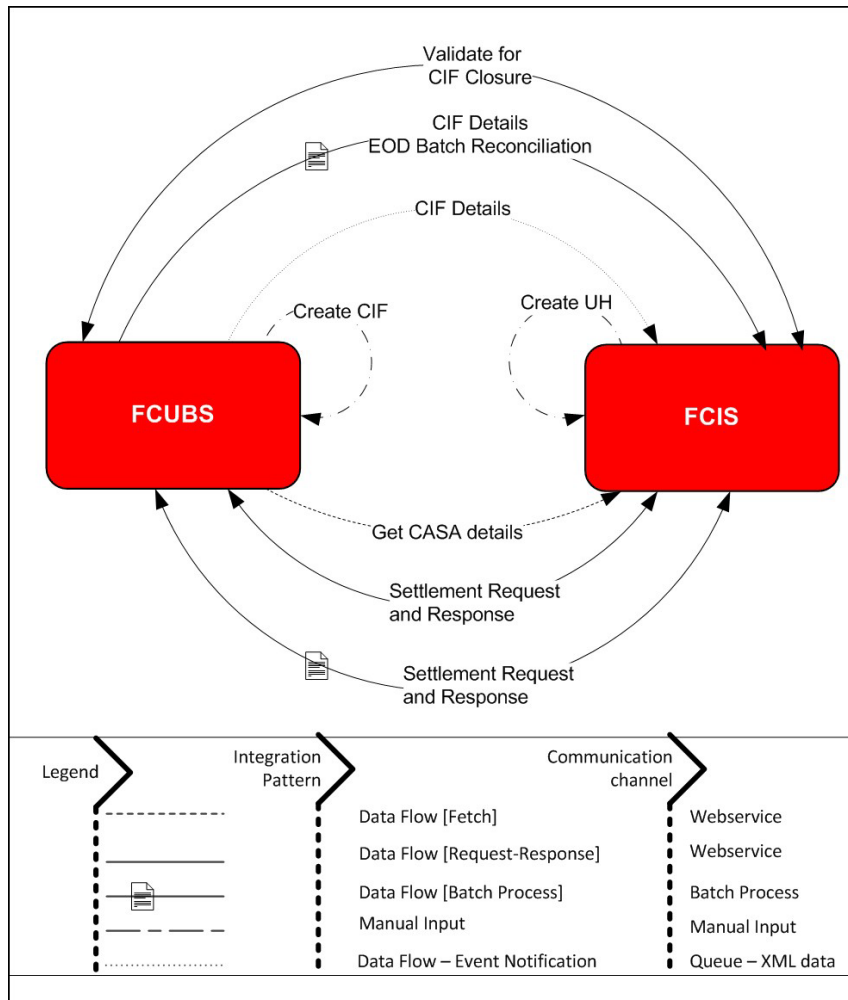 Validate for
CIF Closure
CIF Details
EOD Batch Reconciliation
CIF Details
Create CIF
Create UH
FCUBS
FCIS
Get CASA details
Settlement Request
and Response
Settlement Request
and Response
Legend
Integration
Pattern
Communication
channel
Data Flow [Fetch]
Webservice
Data Flow [Request-Response]
Webservice
Data Flow [Batch Process]
Batch Process
Manual Input
Manual Input
Data Flow – Event Notification
Queue – XML data